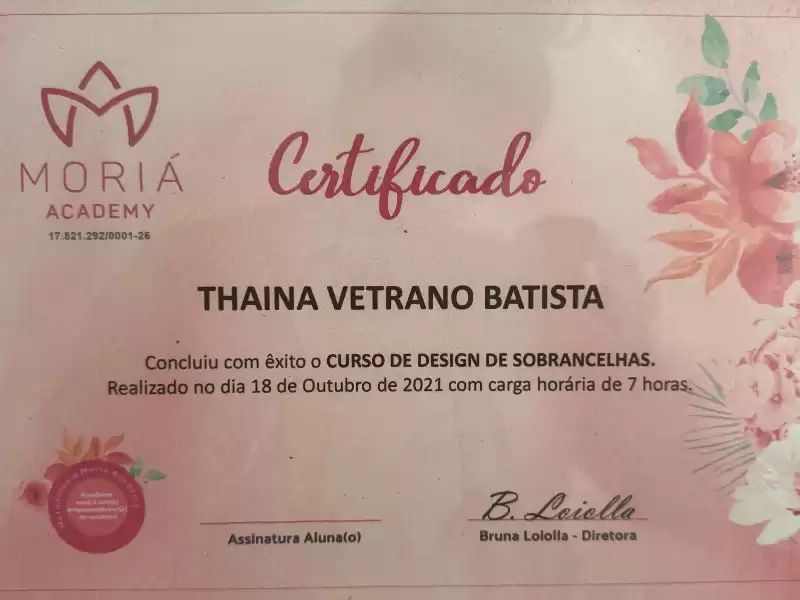 MORIÁ
ACADEMY
17.821.292/0001-26
Certificado
THAINA VETRANO BATISTA
Concluiu com êxito o CURSO DE DESIGN DE SOBRANCELHAS.
Realizado no dia 18 de Outubro de 2021 com carga horária de 7 horas.
Assinatura Aluna(o)
B. Loiolla
Bruna Loiolla - Diretora